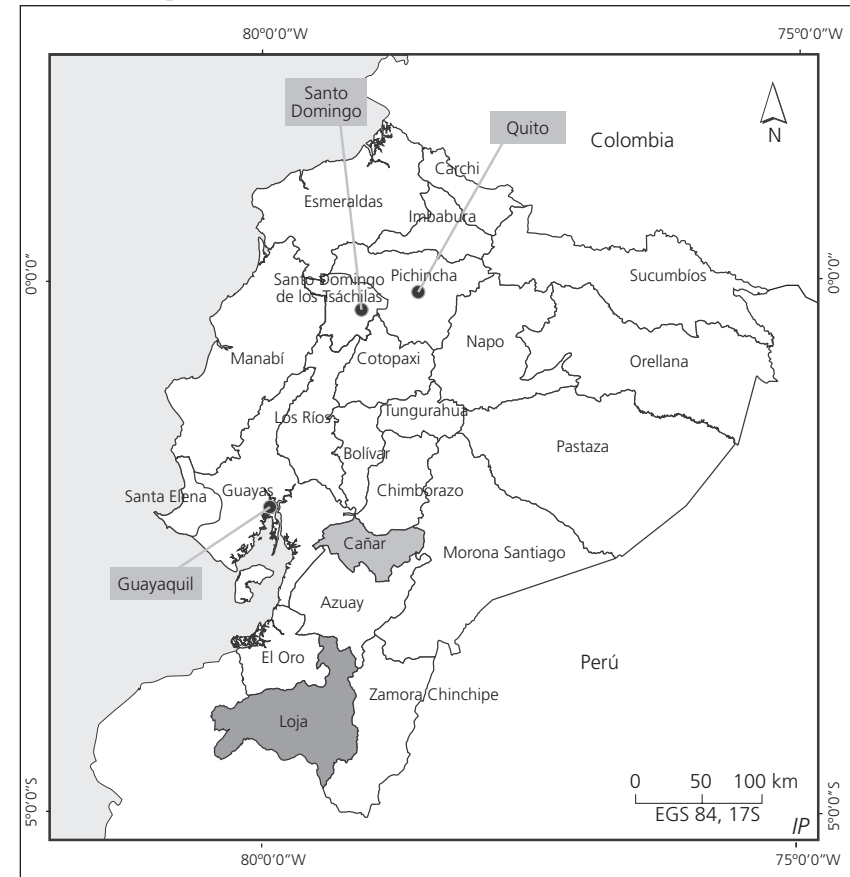 80°0'0"W
75°0'0"W
Santo
Domingo
Quito
Colombia
N
Carchi
Esmeraldas
Imbabura
0°0'0"
0°0'0"
Santo Domingo
de los Tsáchilas
Pichincha
Sucumbíos
Napo
Manabí
Cotopaxi
Orellana
Los Ríos
Tungurahua
Bolívar
Pastaza
Santa Elena
Guayas
Chimborazo
Cañar
Morona Santiago
Guayaquil
Azuay
El Oro
Perú
Zamora Chinchipe
Loja
0 50 100 km
EGS 84, 17S
5°0'0"S
5°0'0"S
IP
80°0'0"W
75°0'0"W